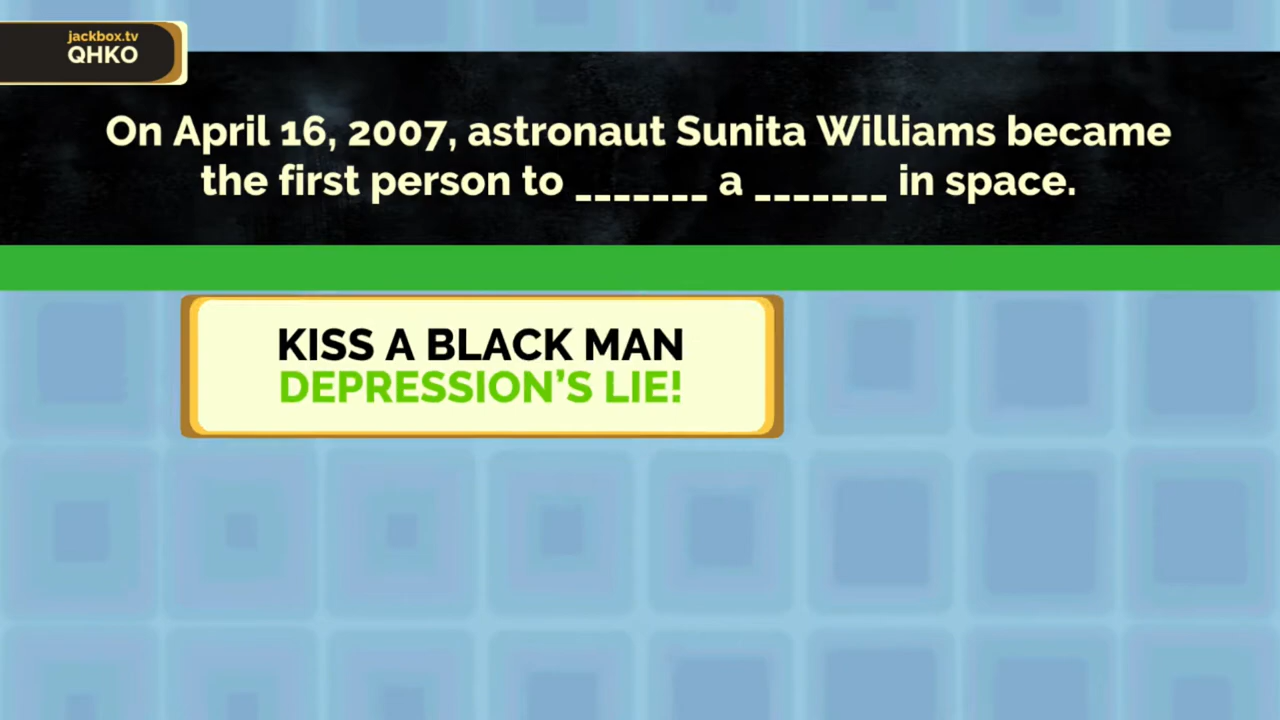 jackbox.tv
QHKO
On April 16, 2007, astronaut Sunita Williams became
the first person to _______ a _______ in space.
KISS A BLACK MAN
DEPRESSION'S LIE!